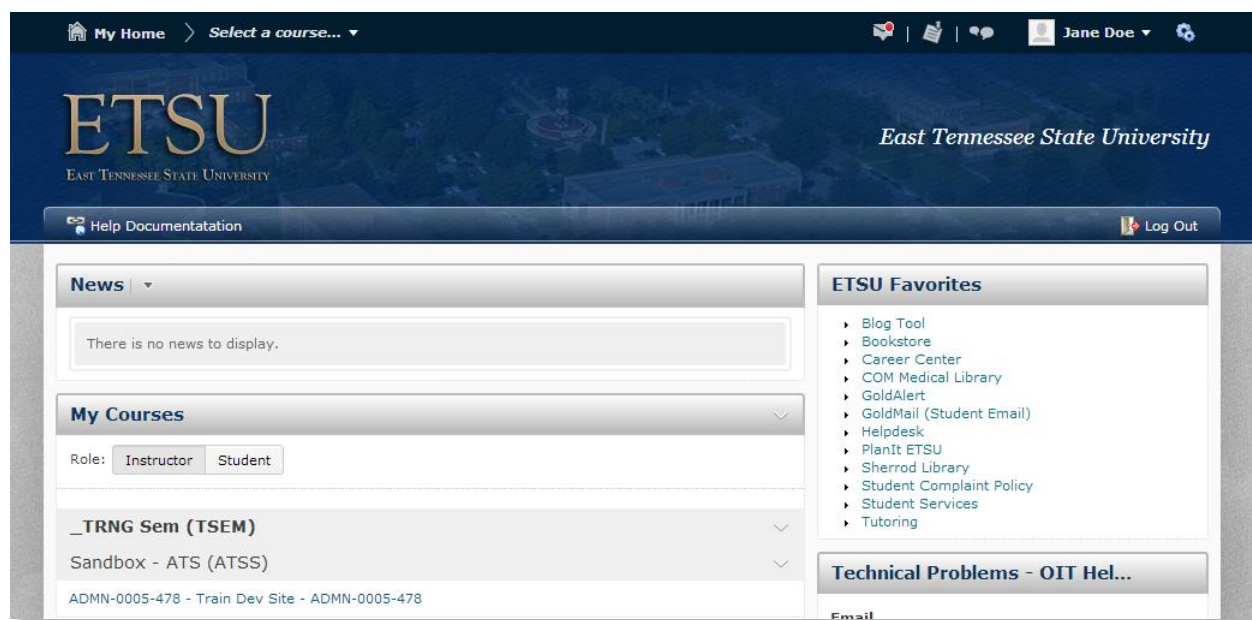 My Home
Select a course...
Jane Doe
ETSU
EAST TENNESSEE STATE UNIVERSITY
East Tennessee State University
Help Documentatation
Log Out
News
There is no news to display.
My Courses
Role: Instructor Student
_TRNG Sem (TSEM)
Sandbox - ATS (ATSS)
ADMN-0005-478 - Train Dev Site - ADMN-0005-478
ETSU Favorites
Blog Tool
Bookstore
Career Center
COM Medical Library
GoldAlert
GoldMail (Student Email)
Helpdesk
PlanIt ETSU
Sherrod Library
Student Complaint Policy
Student Services
Tutoring
Technical Problems - OIT Hel...
Email